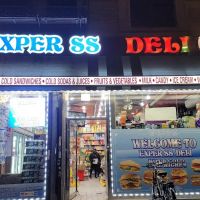 EXPER SS DELI
COLD SANDWICHES • COLD SODAS & JUICES • FRUITS & VEGETABLES • MILK • CANDY • ICE CREAM •
WELCOME TO
EXPER SS DELI